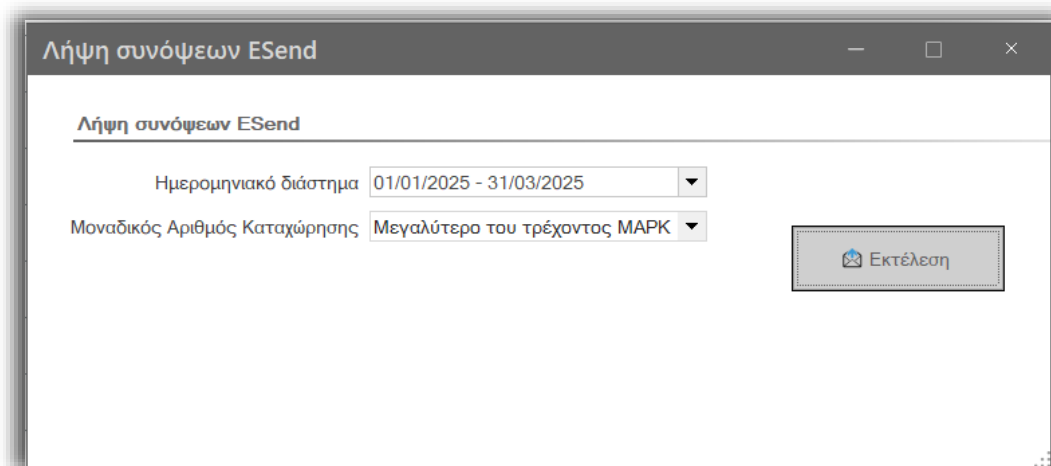 Λήψη συνόψεων ESend
Λήψη συνόψεων ESend
Ημερομηνιακό διάστημα 01/01/2025 - 31/03/2025
Μοναδικός Αριθμός Καταχώρησης Μεγαλύτερο του τρέχοντος ΜΑΡΚ
Εκτέλεση